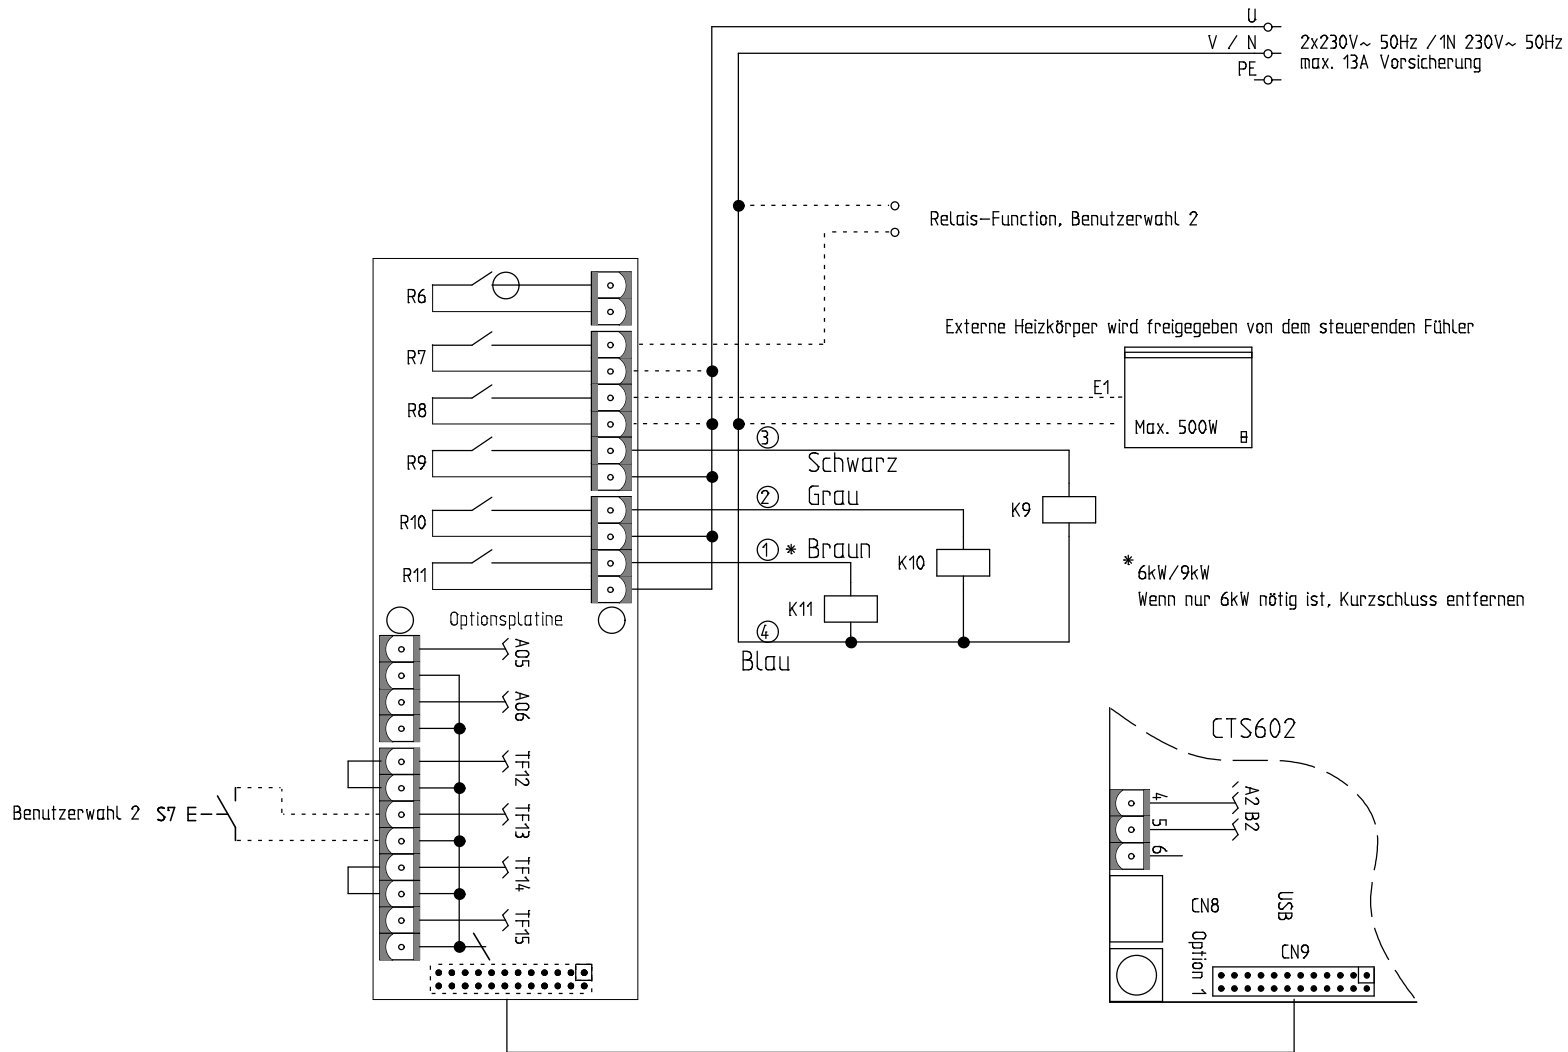 U
V / N
2x230V~ 50Hz /1N 230V~ 50Hz
PE
max. 13A Vorsicherung
Relais-Function, Benutzerwahl 2
R6
Externe Heizkörper wird freigegeben von dem steuerenden Fühler
R7
E1
R8
Max. 500W
3
R9
Schwarz
2
Grau
K9
R10
1
* Braun
K10
*
6kW/9kW
R11
K11
Wenn nur 6kW nötig ist, Kurzschluss entfernen
Optionsplatine
4
Blau
A05
A06
CTS602
TF12
4
A2
Benutzerwahl 2 S7
TF13
5
B2
6
TF14
CN8
USB
TF15
Option 1
CN9